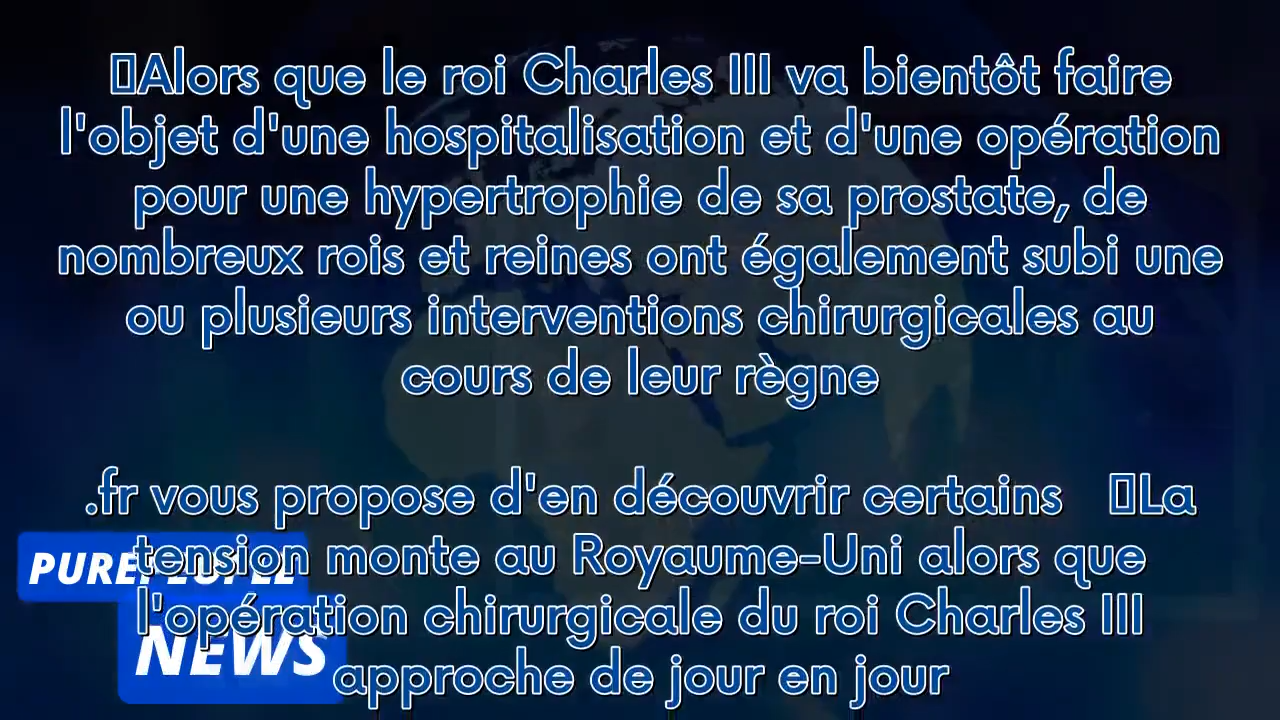 Alors que le roi Charles III va bientôt faire
l'objet d'une hospitalisation et d'une opération
pour une hypertrophie de sa prostate, de
nombreux rois et reines ont également subi une
ou plusieurs interventions chirurgicales au
cours de leur règne
.fr vous propose d'en découvrir certains La
tension monte au Royaume-Uni alors que
l'opération chirurgicale du roi Charles III
approche de jour en jour
PUREPEOPLE
NEWS